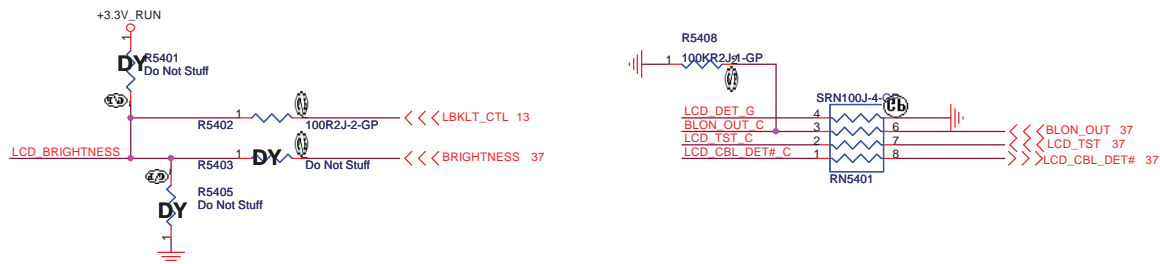 +3.3V_RUN
1
R5401
DY
Do Not Stuff
1
R5402
100R2J-2-GP
LBKLT_CTL 13
LCD_BRIGHTNESS
1
R5403
DY
Do Not Stuff
BRIGHTNESS 37
R5405
Do Not Stuff
DY
1
R5408
1
100KR2J-1-GP
SRN100J-4-GP
LCD_DET_G
4
BLON_OUT_C
3
6
BLON_OUT 37
LCD_TST_C
2
7
LCD_TST 37
LCD_CBL_DET#_C
1
8
LCD_CBL_DET# 37
RN5401